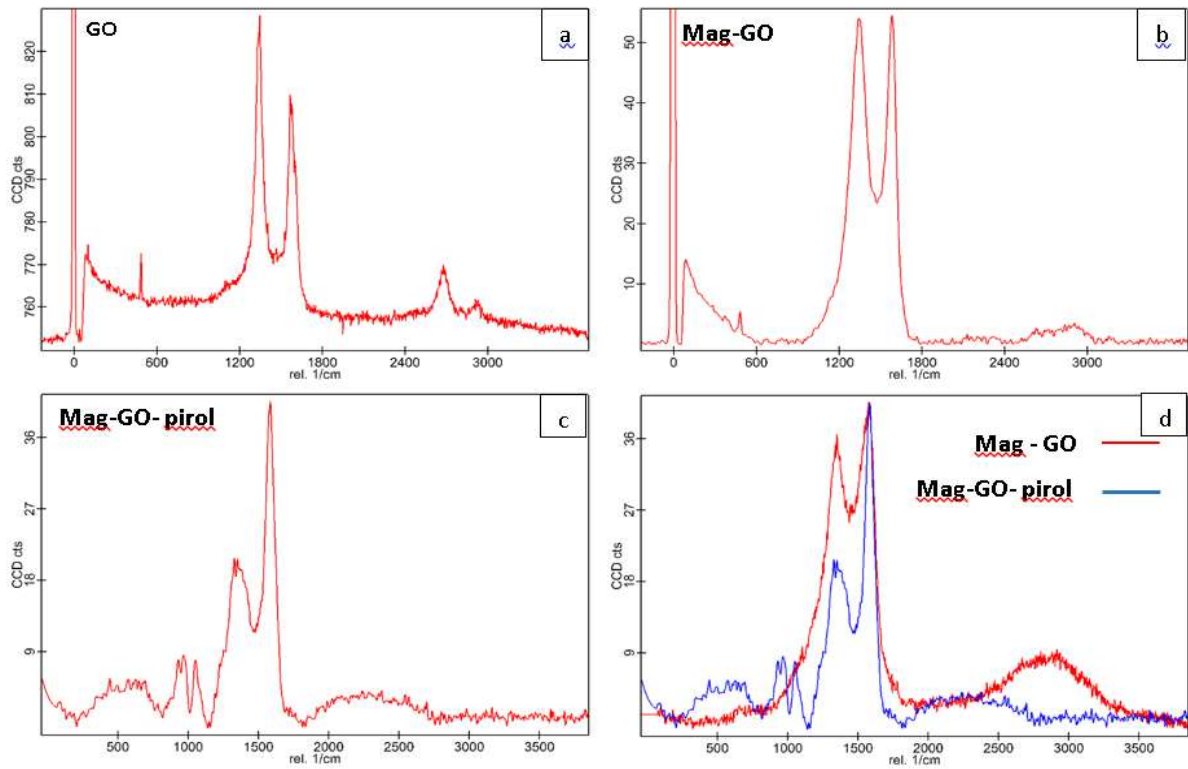 GO
a
820
810
800
790
780
770
760
CCD cts
0 600 1200 1800 2400 3000
rel. 1/cm
Mag-GO
b
50
40
30
20
10
CCD cts
0 600 1200 1800 2400 3000
rel. 1/cm
Mag-GO-pirol
c
36
27
18
9
CCD cts
500 1000 1500 2000 2500 3000 3500
rel. 1/cm
d
Mag - GO
Mag-GO-pirol
36
27
18
9
CCD cts
500 1000 1500 2000 2500 3000 3500
rel. 1/cm